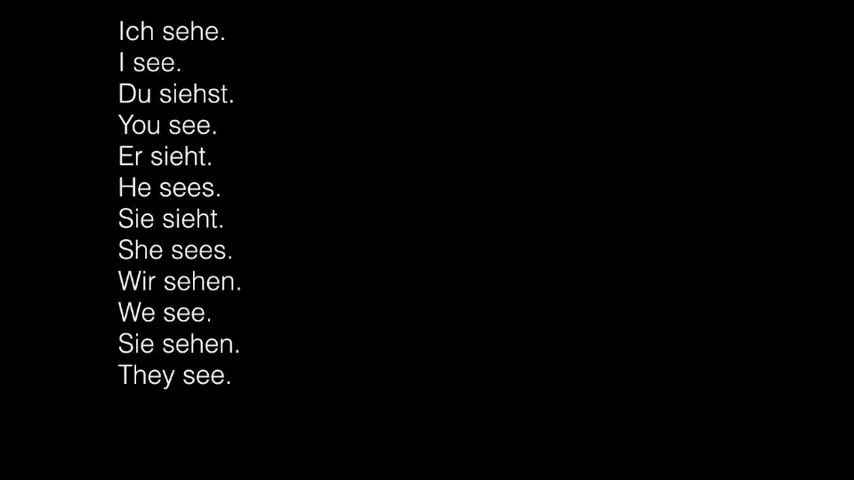 Ich sehe.
I see.
Du siehst.
You see.
Er sieht.
He sees.
Sie sieht.
She sees.
Wir sehen.
We see.
Sie sehen.
They see.